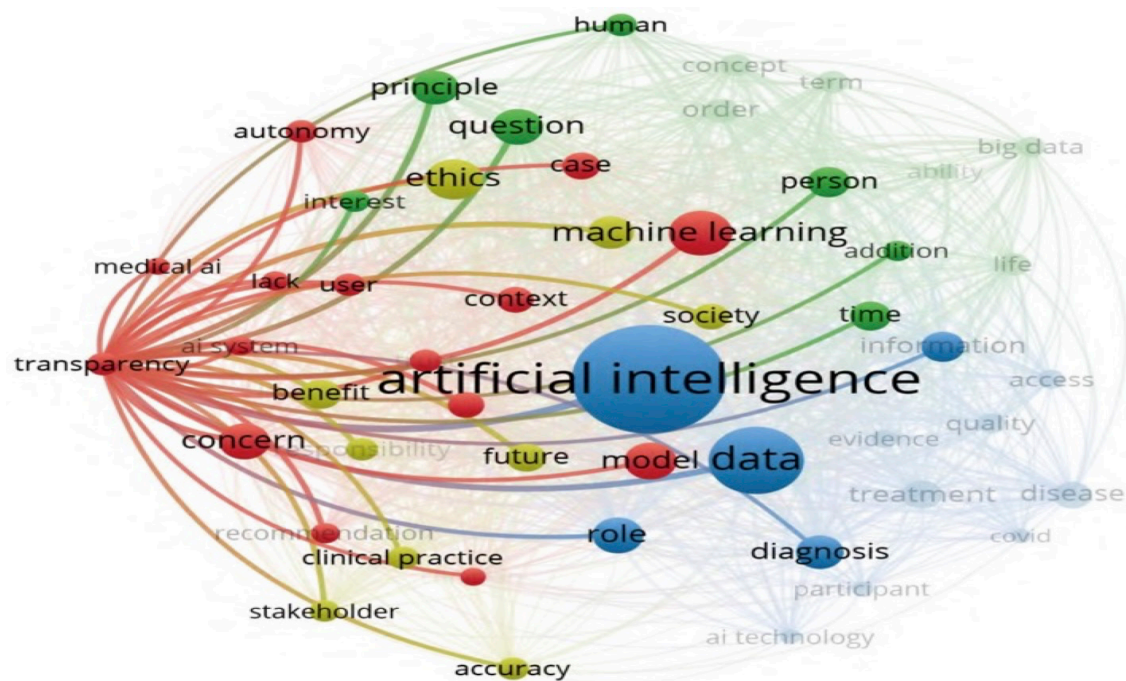 human
concept
term
principle
order
autonomy
question
big data
case
ethics
ability
person
interest
machine learning
addition
life
medical ai
lack
user
context
society
time
ai system
information
transparency
artificial intelligence
access
benefit
quality
concern
evidence
responsibility
future
model
data
treatment
disease
recommendation
role
covid
clinical practice
diagnosis
participant
stakeholder
ai technology
accuracy